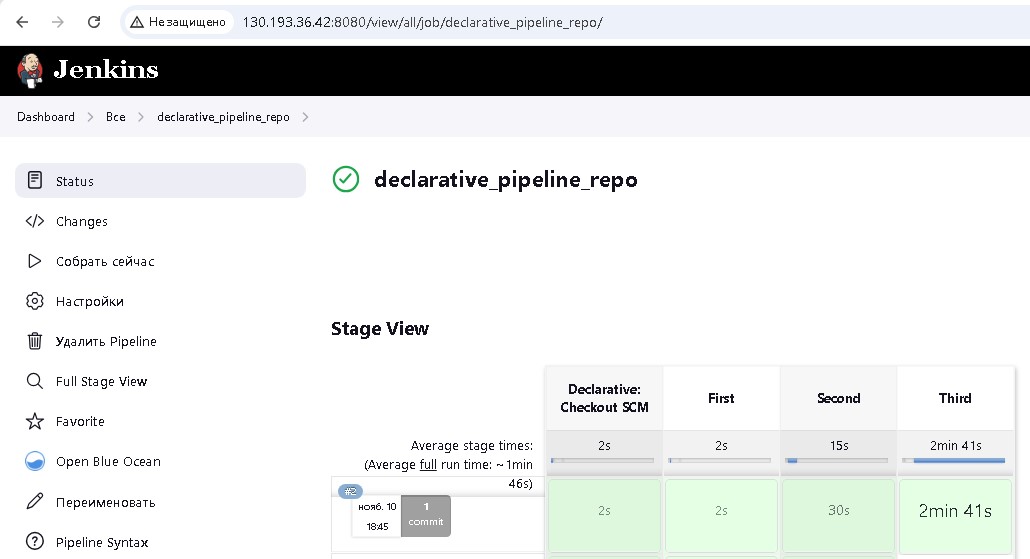 Не защищено 130.193.36.42:8080/view/all/job/declarative_pipeline_repo/
Jenkins
Dashboard Все declarative_pipeline_repo
Status
Changes
Собрать сейчас
Настройки
Удалить Pipeline
Full Stage View
Favorite
Open Blue Ocean
Переименовать
Pipeline Syntax
declarative_pipeline_repo
Stage View
Declarative: Checkout SCM First Second Third
Average stage times: 2s 2s 15s 2min 41s
(Average full run time: ~1min
46s)
#2
нояб. 10 1
18:45 commit
2s 2s 30s 2min 41s